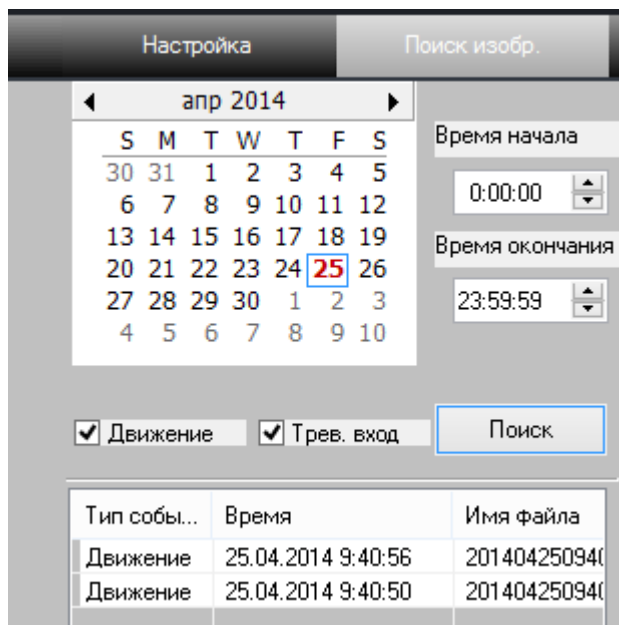 Настройка Поиск изобр.
апр 2014
S M T W T F S
Время начала
30 31 1 2 3 4 5
0:00:00
6 7 8 9 10 11 12
13 14 15 16 17 18 19
Время окончания
20 21 22 23 24 25 26
27 28 29 30 1 2 3
23:59:59
4 5 6 7 8 9 10
Движение Трев. вход Поиск
Тип собы... Время Имя файла
Движение 25.04.2014 9:40:56 201404250940
Движение 25.04.2014 9:40:50 201404250940